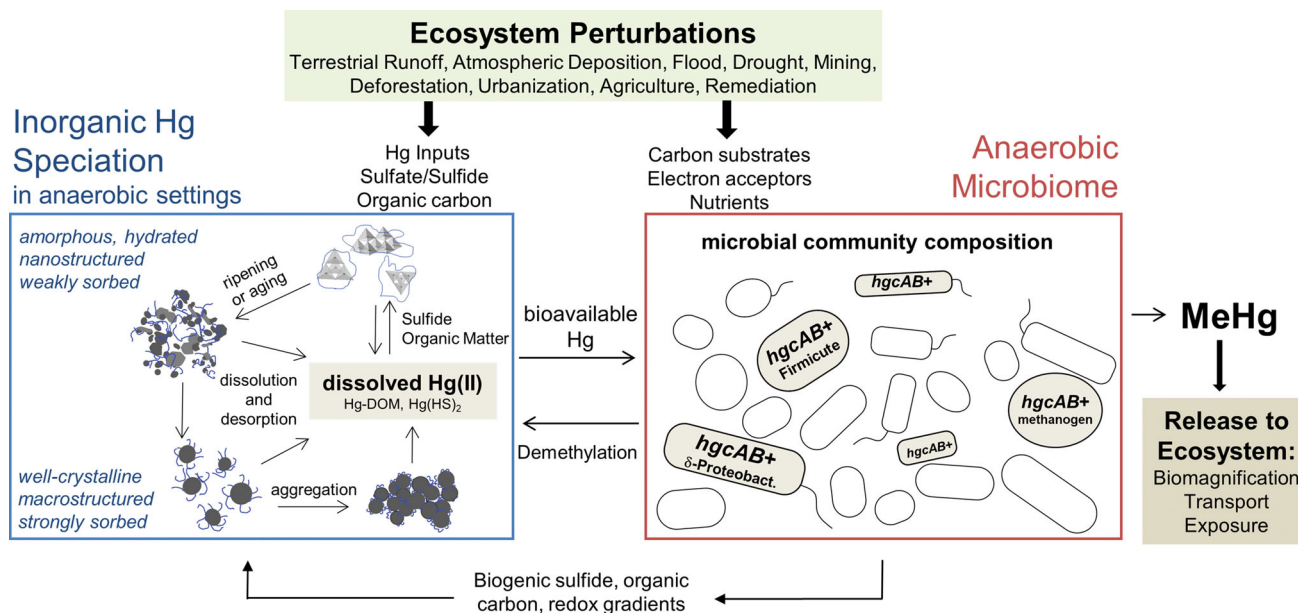 Ecosystem Perturbations
Terrestrial Runoff, Atmospheric Deposition, Flood, Drought, Mining,
Deforestation, Urbanization, Agriculture, Remediation
Inorganic Hg
Speciation
in anaerobic settings
Hg Inputs
Sulfate/Sulfide
Organic carbon
Carbon substrates
Electron acceptors
Nutrients
Anaerobic
Microbiome
amorphous, hydrated
nanostructured
weakly sorbed
ripening
or aging
Sulfide
Organic Matter
dissolution
and
desorption
dissolved Hg(II)
Hg-DOM, Hg(HS)₂
well-crystalline
macrostructured
strongly sorbed
aggregation
bioavailable
Hg
Demethylation
microbial community composition
hgcAB+
hgcAB+
Firmicute
hgcAB+
methanogen
hgcAB+
δ-Proteobact.
hgcAB+
MeHg
Release to
Ecosystem:
Biomagnification
Transport
Exposure
Biogenic sulfide, organic
carbon, redox gradients